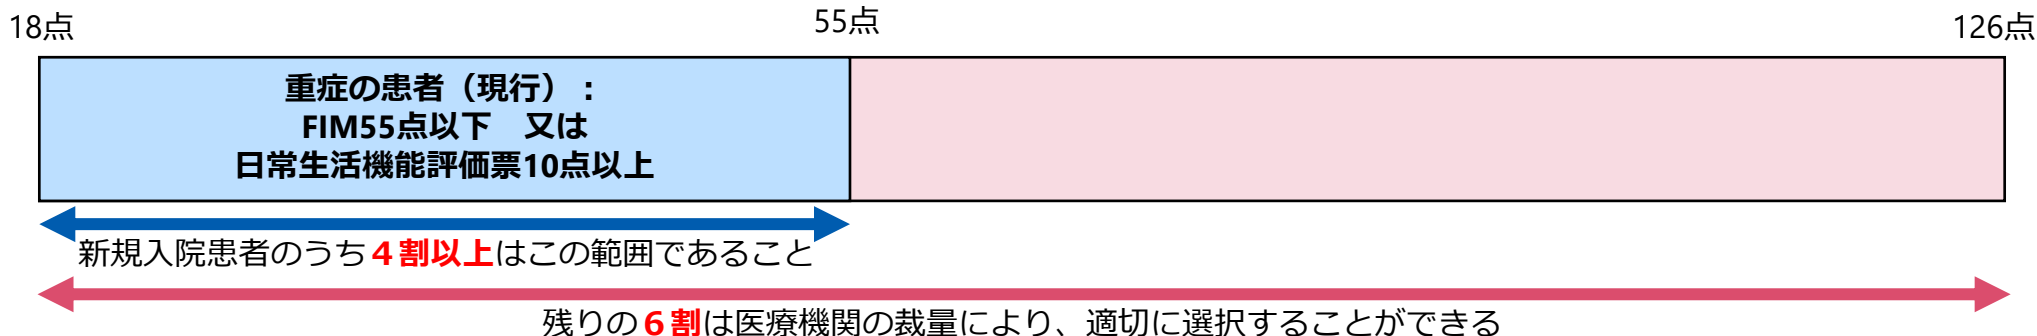 18点
55点
126点
重症の患者（現行）：
FIM55点以下　又は
日常生活機能評価票10点以上
新規入院患者のうち４割以上はこの範囲であること
残りの６割は医療機関の裁量により、適切に選択することができる